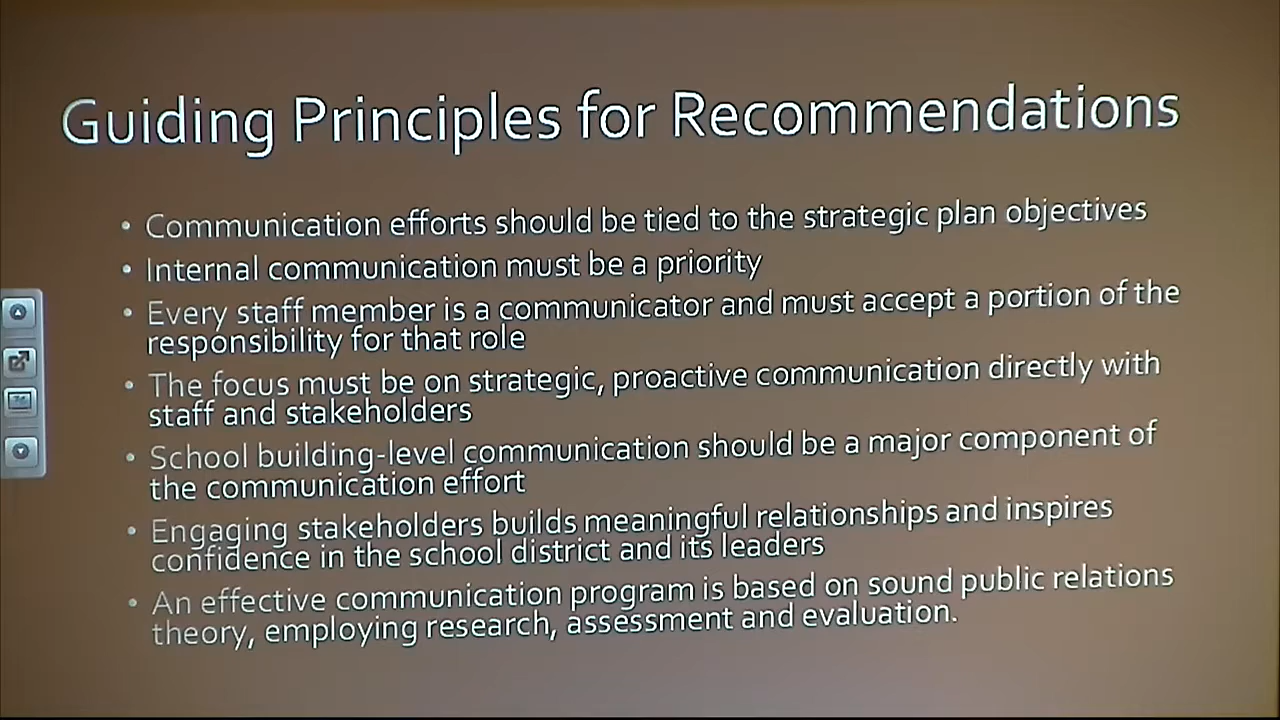 Guiding Principles for Recommendations
• Communication efforts should be tied to the strategic plan objectives
• Internal communication must be a priority
• Every staff member is a communicator and must accept a portion of the
responsibility for that role
• The focus must be on strategic, proactive communication directly with
staff and stakeholders
• School building-level communication should be a major component of
the communication effort
• Engaging stakeholders builds meaningful relationships and inspires
confidence in the school district and its leaders
• An effective communication program is based on sound public relations
theory, employing research, assessment and evaluation.